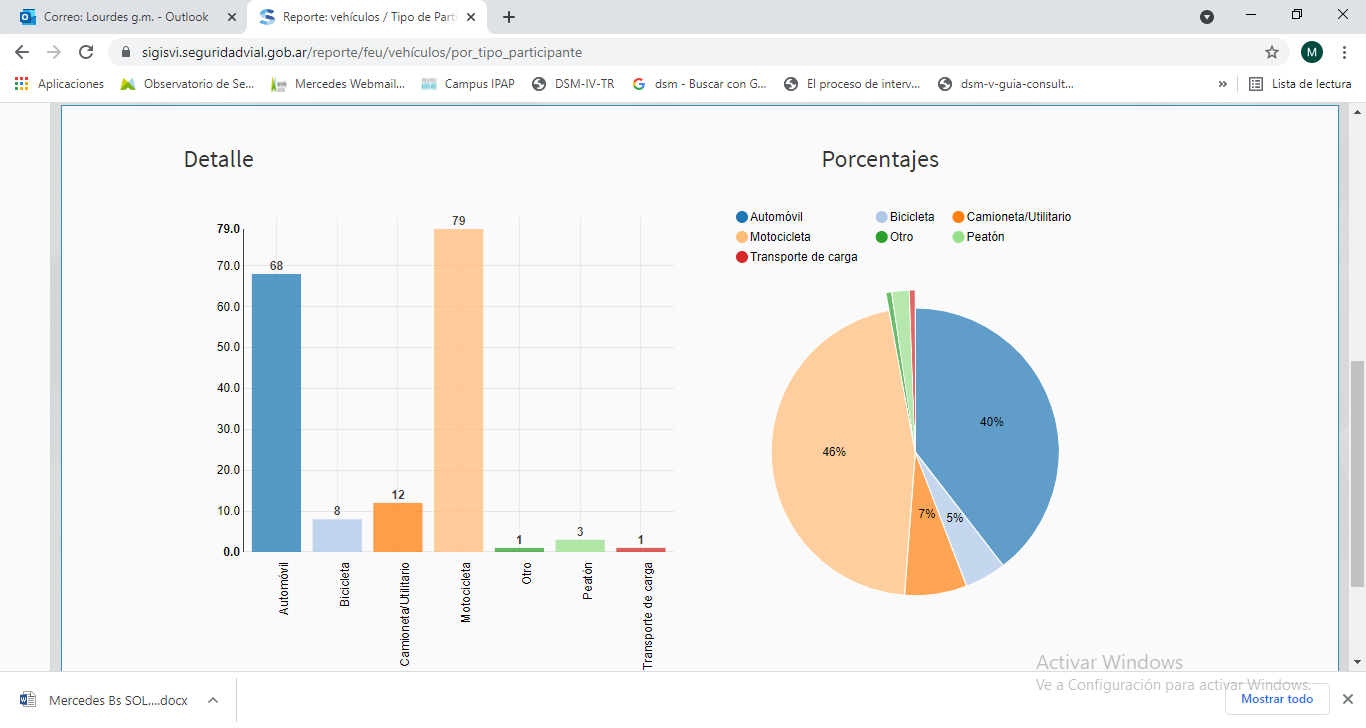 Correo: Lourdes g.m. - Outlook
Reporte: vehículos / Tipo de Parti
sigisvi.seguridadvial.gob.ar/reporte/feu/vehículos/por_tipo_participante
M
Aplicaciones
Observatorio de Se...
Mercedes Webmail...
Campus IPAP
DSM-IV-TR
dsm - Buscar con G...
El proceso de interv...
dsm-v-guia-consult...
»
Lista de lectura
Detalle
79.0
70.0
60.0
50.0
40.0
30.0
20.0
10.0
0.0
68
8
12
79
1
3
1
Automóvil
Bicicleta
Camioneta/Utilitario
Motocicleta
Otro
Peatón
Transporte de carga
Porcentajes
Automóvil
Bicicleta
Camioneta/Utilitario
Motocicleta
Otro
Peatón
Transporte de carga
40%
46%
7%
5%
Activar Windows
Ve a Configuración para activar Windows.
Mercedes Bs SOL....docx
Mostrar todo